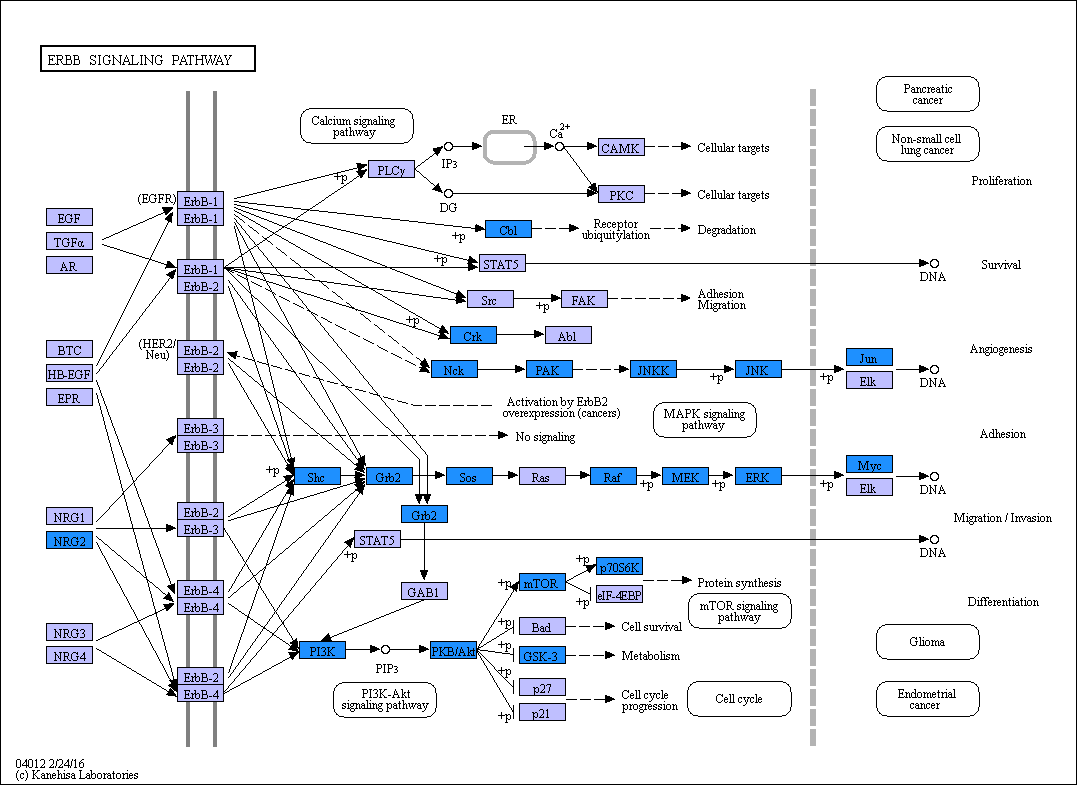 ERBB SIGNALING PATHWAY
Pancreatic
cancer
Non-small cell
lung cancer
Calcium signaling
pathway
ER
Ca2+
IP3
DG
PLCγ
+p
CAMK
Cellular targets
PKC
Cellular targets
Proliferation
(EGFR)
ErbB-1
ErbB-1
EGF
TGFα
AR
Cbl
+p
Receptor
ubiquitylation
Degradation
ErbB-1
ErbB-2
+p
STAT5
DNA
Survival
Src
+p
FAK
Adhesion
Migration
+p
Crk
Abl
(HER2/
Neu)
ErbB-2
ErbB-2
BTC
HB-EGF
EPR
Nck
PAK
JNKK
+p
JNK
+p
Jun
Elk
DNA
Angiogenesis
Activation by ErbB2
overexpression (cancers)
MAPK signaling
pathway
ErbB-3
ErbB-3
No signaling
Adhesion
+p
Shc
Grb2
Sos
Ras
Raf
+p
MEK
+p
ERK
+p
Myc
Elk
DNA
NRG1
NRG2
ErbB-2
ErbB-3
Grb2
STAT5
+p
DNA
Migration / Invasion
ErbB-4
ErbB-4
GAB1
+p
mTOR
+p
p70S6K
+p
eIF-4EBP
Protein synthesis
mTOR signaling
pathway
Differentiation
NRG3
NRG4
+p
Bad
Cell survival
Glioma
PI3K
PIP3
PKB/Akt
+p
GSK-3
Metabolism
ErbB-2
ErbB-4
PI3K-Akt
signaling pathway
+p
p27
+p
p21
Cell cycle
progression
Cell cycle
Endometrial
cancer
04012 2/24/16
(c) Kanehisa Laboratories